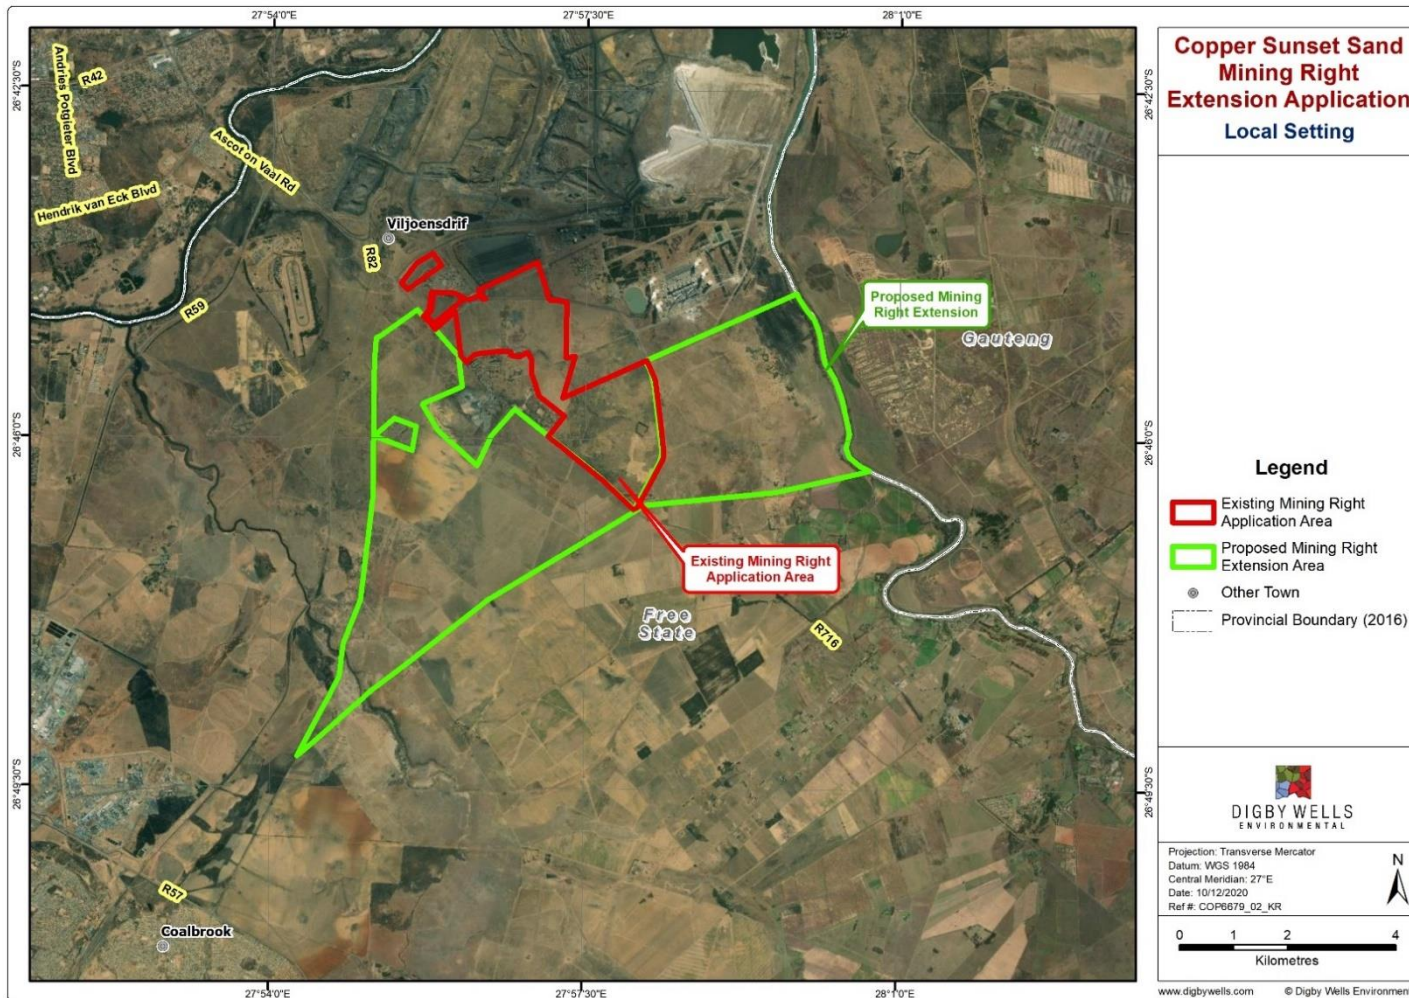 27°54'0"E
27°57'30"E
28°1'0"E
26°42'30"S
26°42'30"S
26°46'0"S
26°46'0"S
26°49'30"S
26°49'30"S
Andries Potgieter Blvd
R42
Ascot on Vaal Rd
Hendrik van Eck Blvd
Viljoensdrif
R82
R59
Proposed Mining
Right Extension
Gauteng
Existing Mining Right
Application Area
Free
State
R716
R57
Coalbrook
27°54'0"E
27°57'30"E
28°1'0"E
Copper Sunset Sand
Mining Right
Extension Application
Local Setting
Legend
Existing Mining Right
Application Area
Proposed Mining Right
Extension Area
Other Town
Provincial Boundary (2016)
DIGBY WELLS
ENVIRONMENTAL
Projection: Transverse Mercator
Datum: WGS 1984
Central Meridian: 27°E
Date: 10/12/2020
Ref #: COP6679_02_KR
N
0 1 2 4
Kilometres
www.digbywells.com © Digby Wells Environment